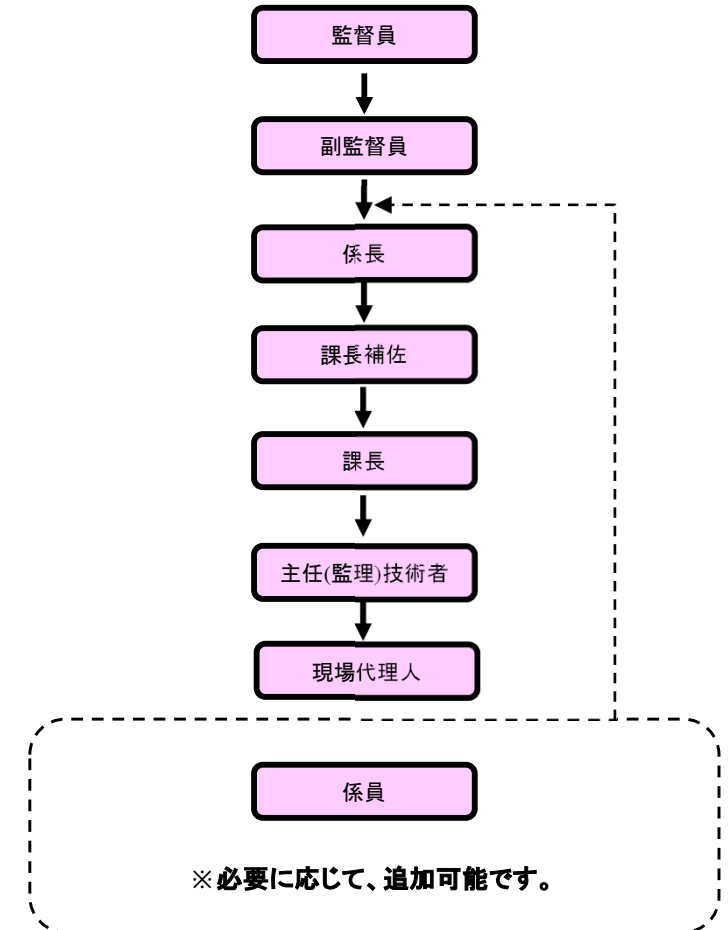 監督員
副監督員
係長
課長補佐
課長
主任(監理)技術者
現場代理人
係員
※必要に応じて、追加可能です。